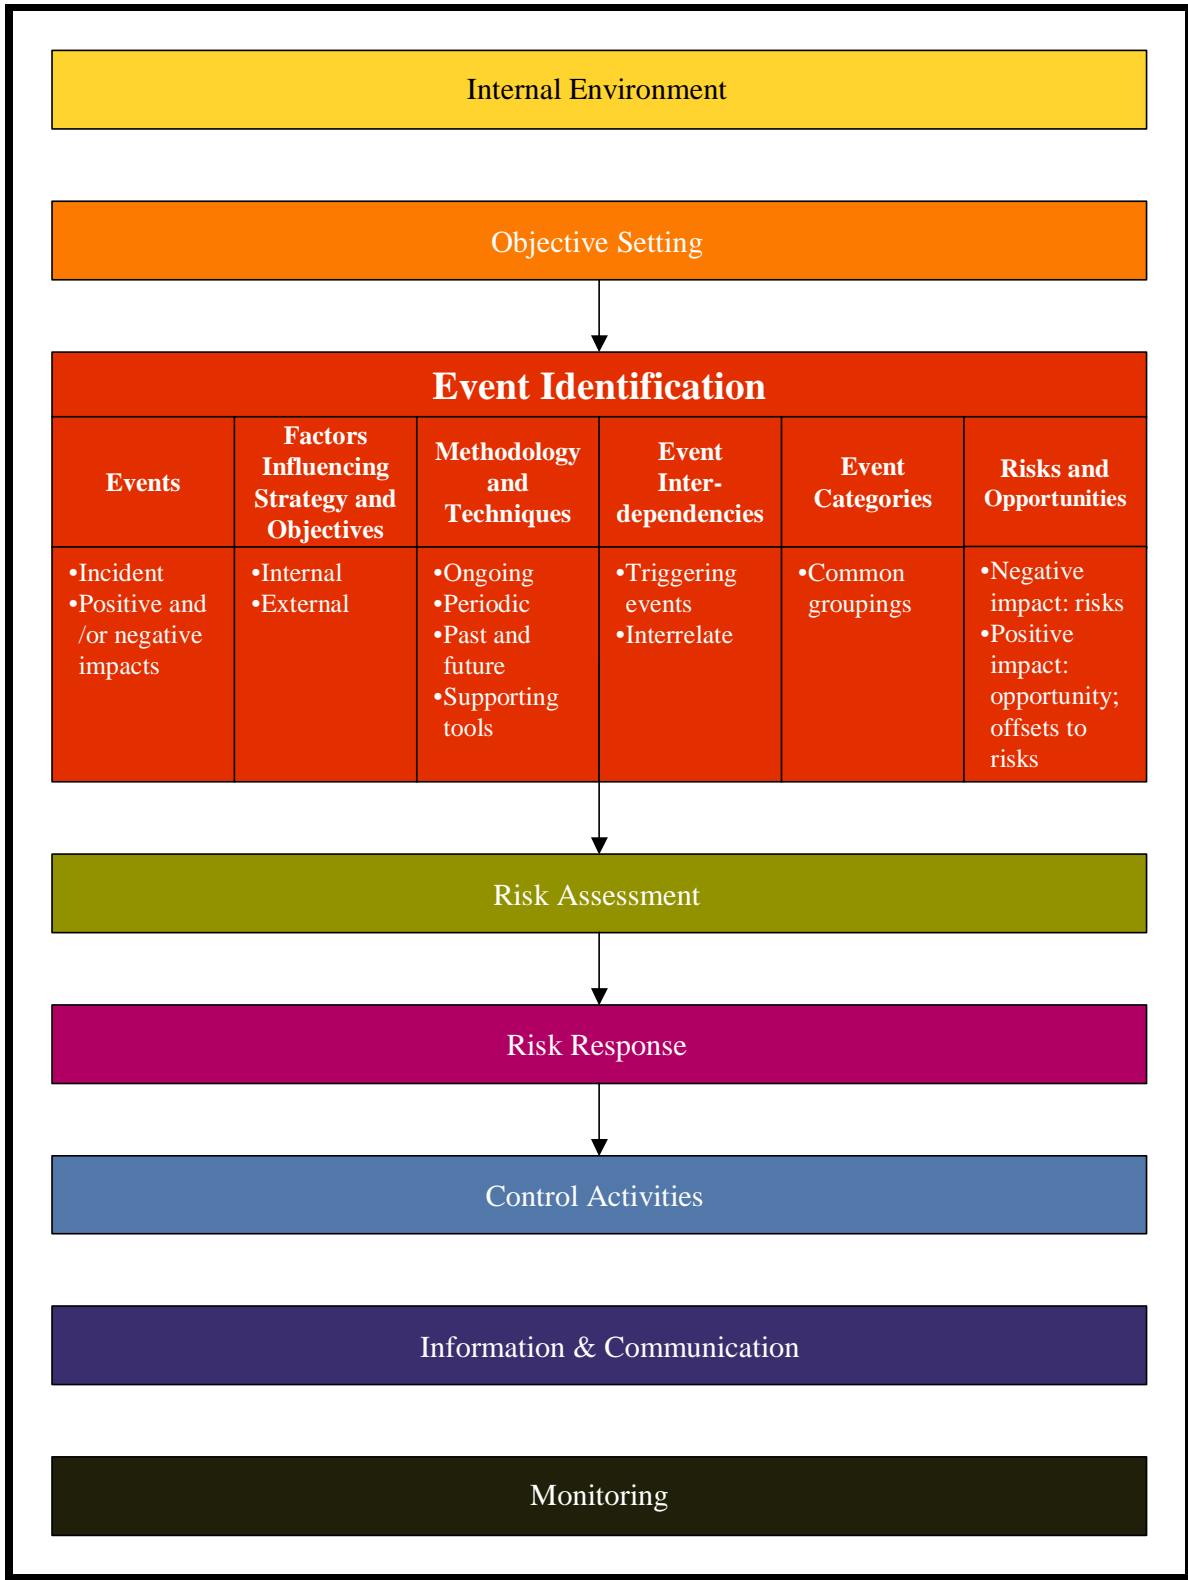 Internal Environment
Objective Setting
Event Identification
Events
Factors
Influencing
Strategy and
Objectives
Methodology
and
Techniques
Event
Inter-
dependencies
Event
Categories
Risks and
Opportunities
•Incident
•Positive and
/or negative
impacts
•Internal
•External
•Ongoing
•Periodic
•Past and
future
•Supporting
tools
•Triggering
events
•Interrelate
•Common
groupings
•Negative
impact: risks
•Positive
impact:
opportunity;
offsets to
risks
Risk Assessment
Risk Response
Control Activities
Information & Communication
Monitoring